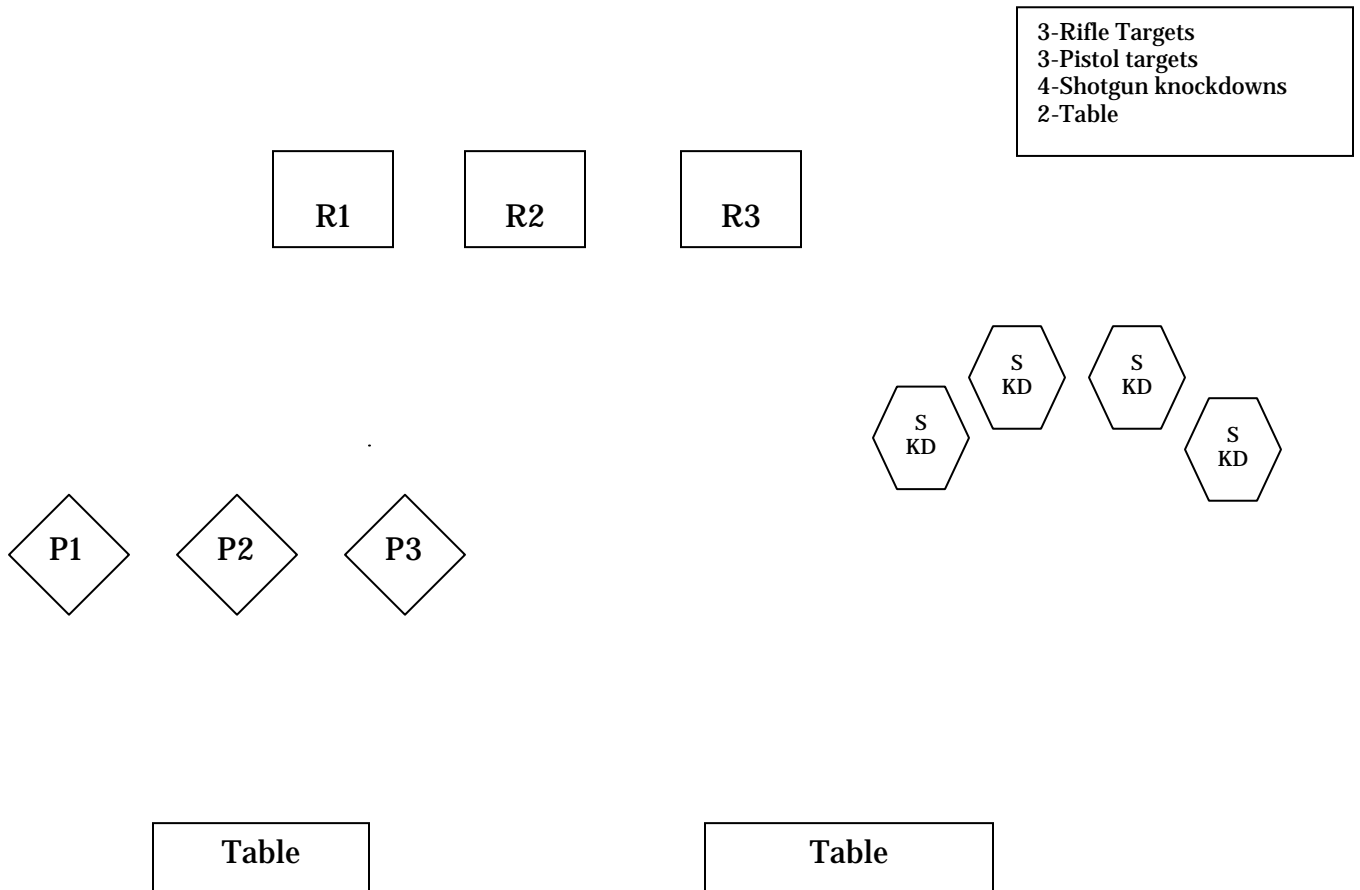 3-Rifle Targets
3-Pistol targets
4-Shotgun knockdowns
2-Table
R1
R2
R3
S
KD
S
KD
S
KD
S
KD
P1
P2
P3
Table
Table